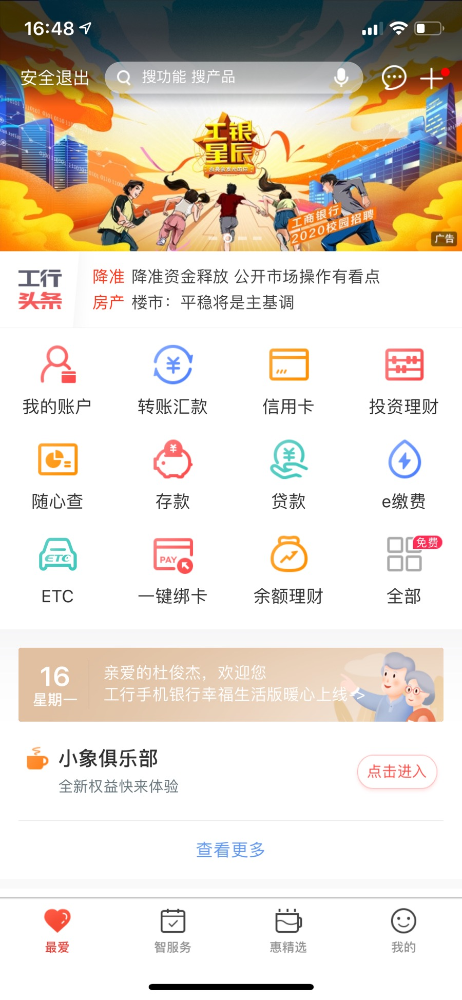 16:48
安全退出
搜功能 搜产品
工银
星辰
点亮会发光的你
工商银行
2020校园招聘
广告
工行
头条
降准 降准资金释放 公开市场操作有看点
房产 楼市：平稳将是主基调
我的账户
转账汇款
信用卡
投资理财
随心查
存款
贷款
e缴费
ETC
PAY
免费
ETC
一键绑卡
余额理财
全部
16
星期一
亲爱的杜俊杰，欢迎您
工行手机银行幸福生活版暖心上线->
小象俱乐部
全新权益快来体验
点击进入
查看更多
最爱
智服务
惠精选
我的